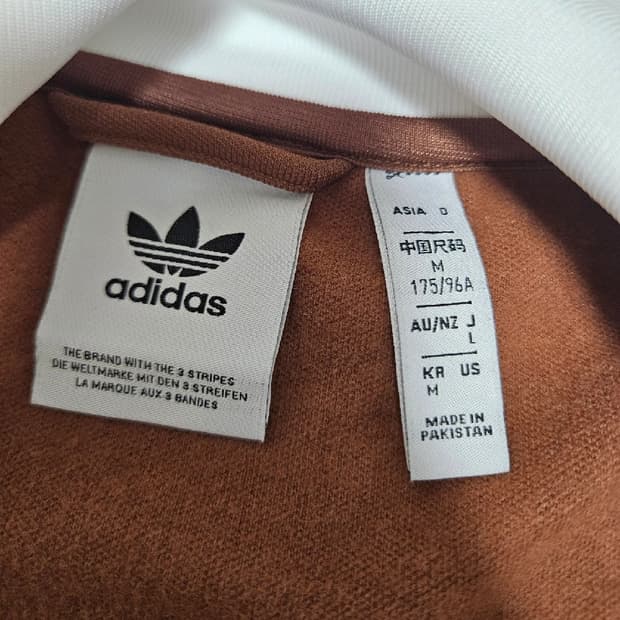 adidas
THE BRAND WITH THE 3 STRIPES
DIE WELTMARKE MIT DEN 3 STREIFEN
LA MARQUE AUX 3 BANDES
ASIA D
中国尺码
M
175/96A
AU/NZ J
L
KR US
M
MADE IN
PAKISTAN